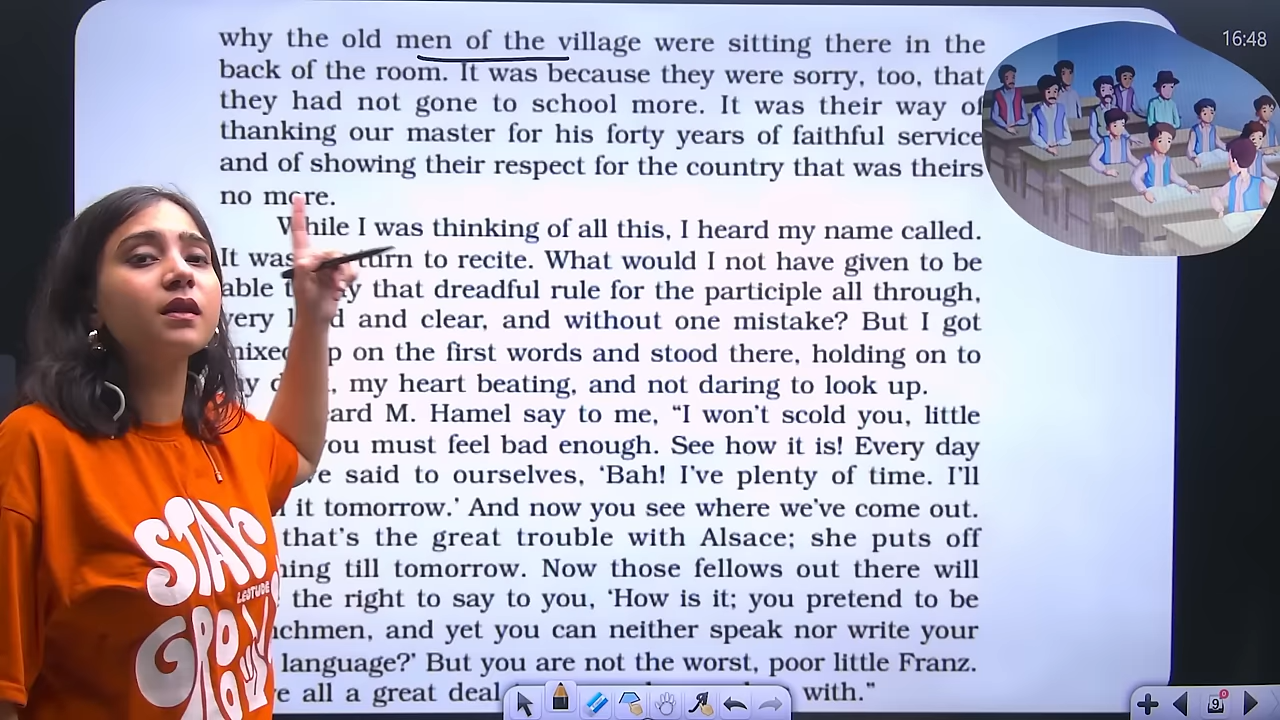 why the old men of the village were sitting there in the
back of the room. It was because they were sorry, too, that
they had not gone to school more. It was their way of
thanking our master for his forty years of faithful service
and of showing their respect for the country that was theirs
no more.
While I was thinking of all this, I heard my name called.
It was turn to recite. What would I not have given to be
able that dreadful rule for the participle all through,
very and clear, and without one mistake? But I got
on the first words and stood there, holding on to
my heart beating, and not daring to look up.
M. Hamel say to me, “I won’t scold you, little
you must feel bad enough. See how it is! Every day
said to ourselves, ‘Bah! I’ve plenty of time. I’ll
it tomorrow.’ And now you see where we’ve come out.
that’s the great trouble with Alsace; she puts off
till tomorrow. Now those fellows out there will
the right to say to you, ‘How is it; you pretend to be
and yet you can neither speak nor write your
language?’ But you are not the worst, poor little Franz.
all a great deal with.”
16:48
STAY
GRO
9
0